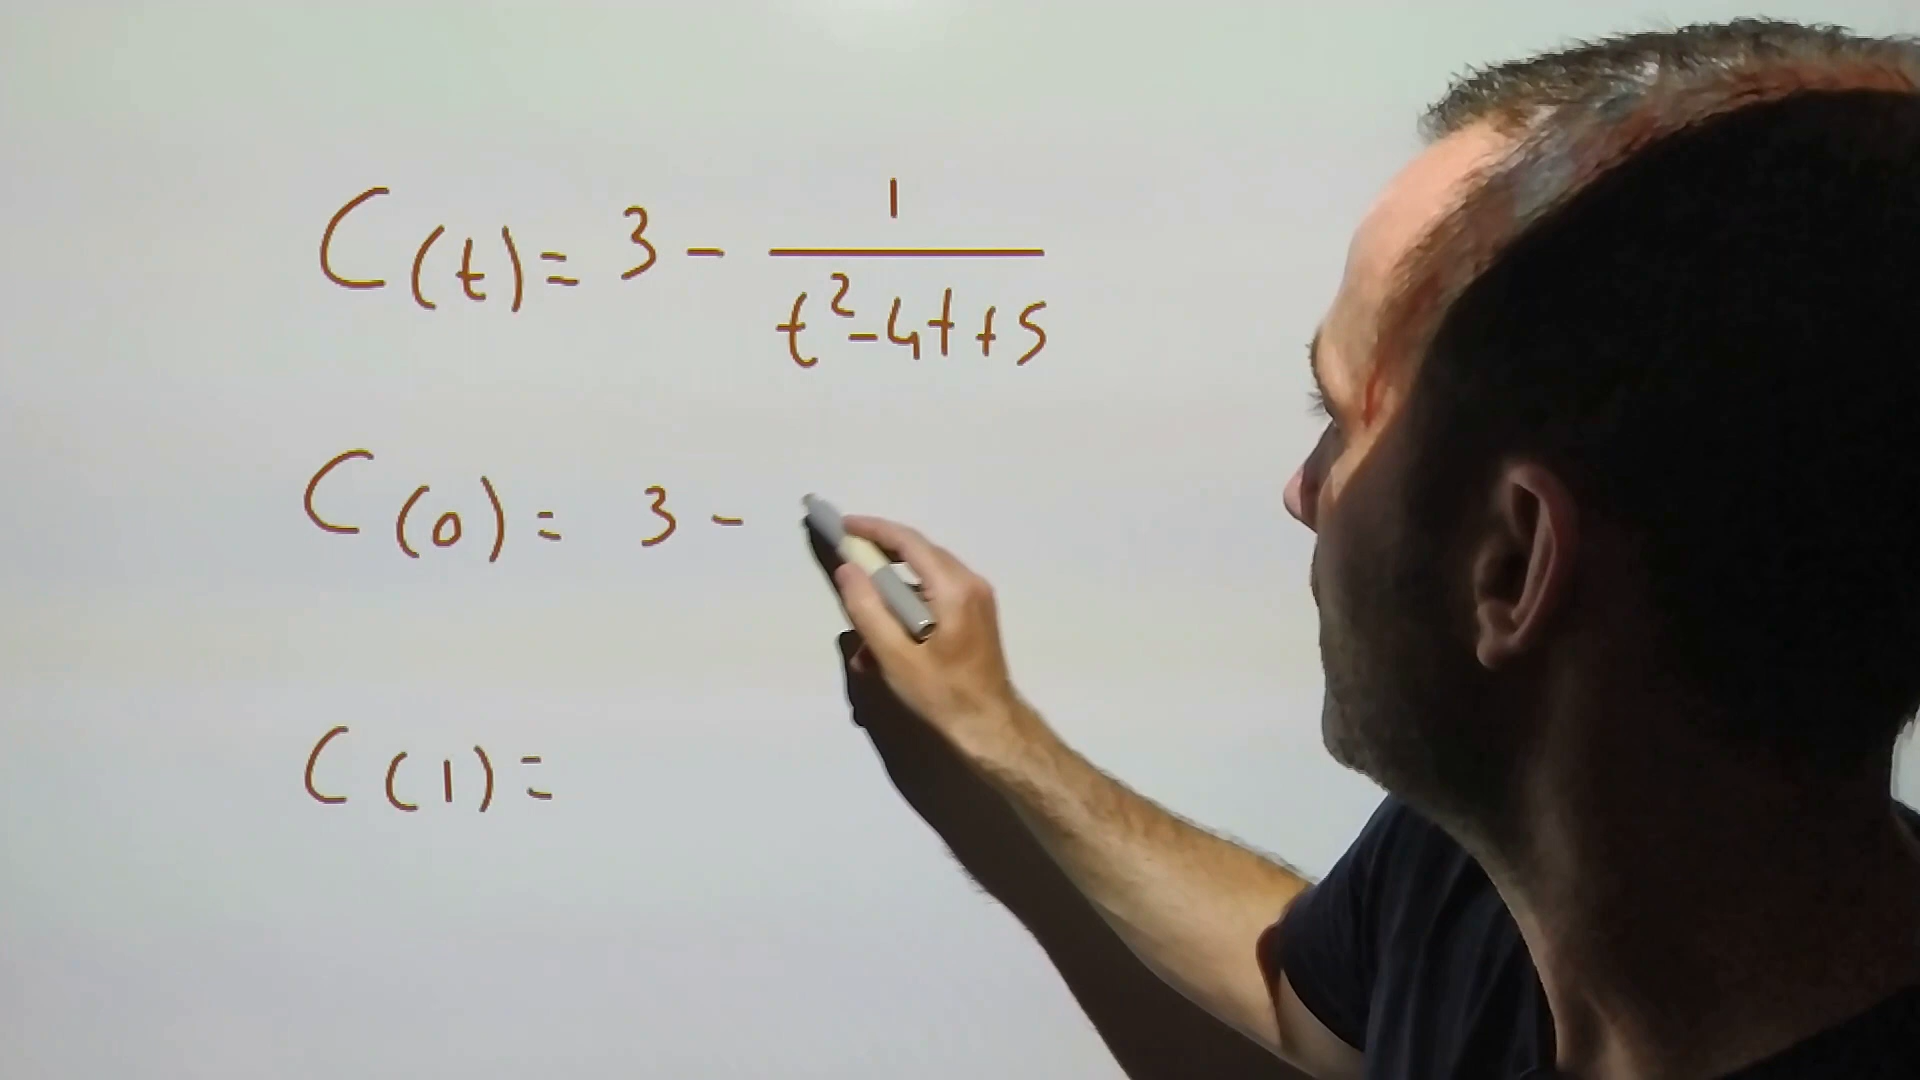 C(t) = 3 - 1/(t²-4t+5)
C(0) = 3 -
C(1) =